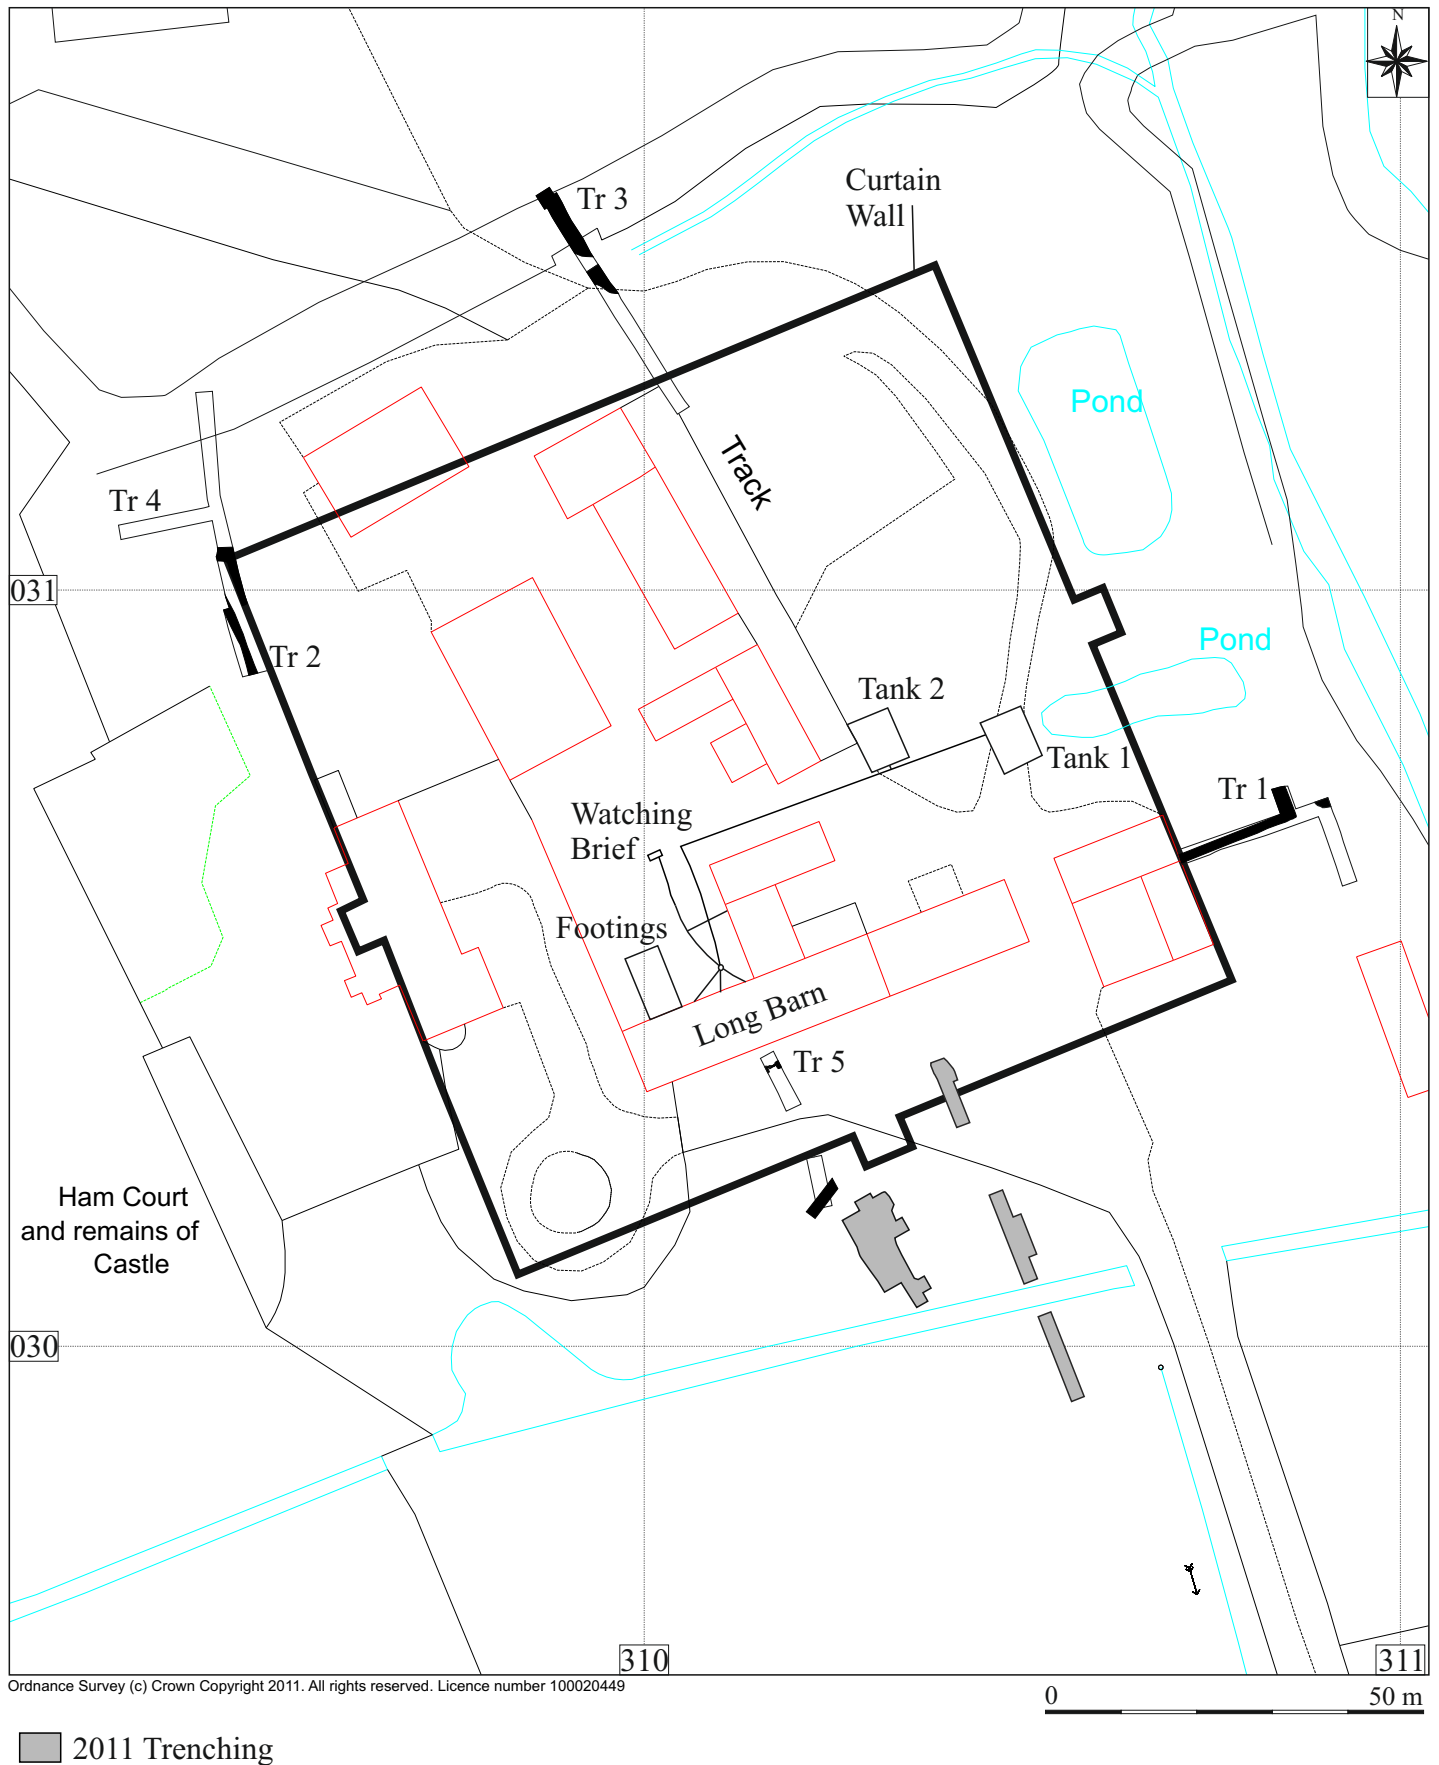 N
Tr 3
Curtain
Wall
Pond
Track
Tr 4
031
Pond
Tr 2
Tank 2
Tank 1
Tr 1
Watching
Brief
Footings
Long Barn
Tr 5
Ham Court
and remains of
Castle
030
310
311
Ordnance Survey (c) Crown Copyright 2011. All rights reserved. Licence number 100020449
0 50 m
2011 Trenching